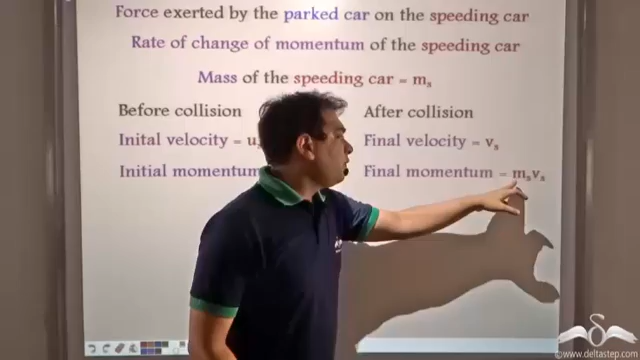 Force exerted by the parked car on the speeding car
Rate of change of momentum of the speeding car
Mass of the speeding car = mₛ
Before collision
Inital velocity = u
Initial momentum
After collision
Final velocity = vₛ
Final momentum = mₛvₛ
©www.deltastep.com